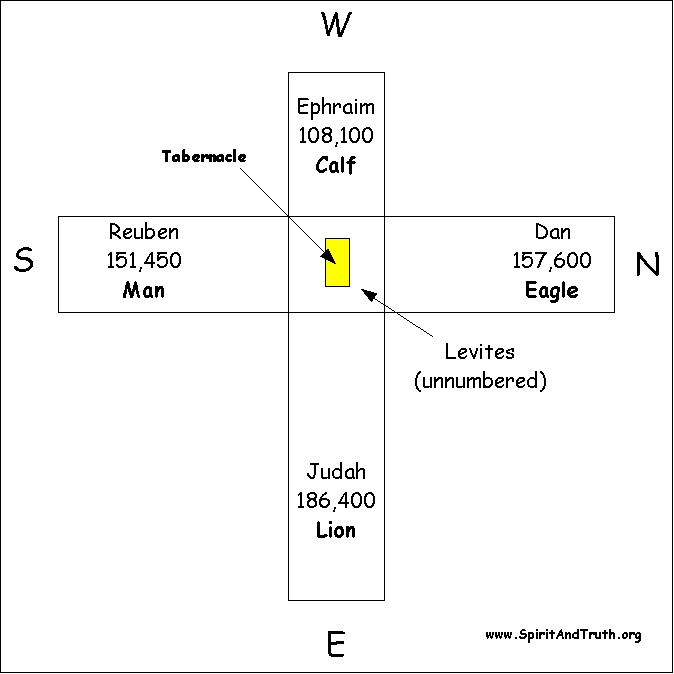 W
Ephraim
108,100
Calf
Tabernacle
S
Reuben
151,450
Man
Dan
157,600
Eagle
N
Levites
(unnumbered)
Judah
186,400
Lion
E
www.SpiritAndTruth.org